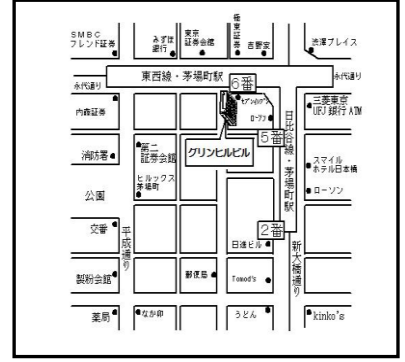 SMBC
フレンド証券
みずほ
銀行
東京
証券会館
極東証券
吉野家
渋澤プレイス
永代通り
東西線・茅場町駅
永代通り
6番
セブンイレブン
内藤証券
ローソン
三菱東京
UFJ銀行ATM
5番
日比谷線・茅場町駅
消防署
第二
証券会館
グリンヒルビル
ヒルックス
茅場町
スマイル
ホテル日本橋
ローソン
公園
交番
平成通り
2番
日進ビル
新大橋通り
製粉会館
郵便局
Tomod's
薬局
なか卯
うどん
kinko's